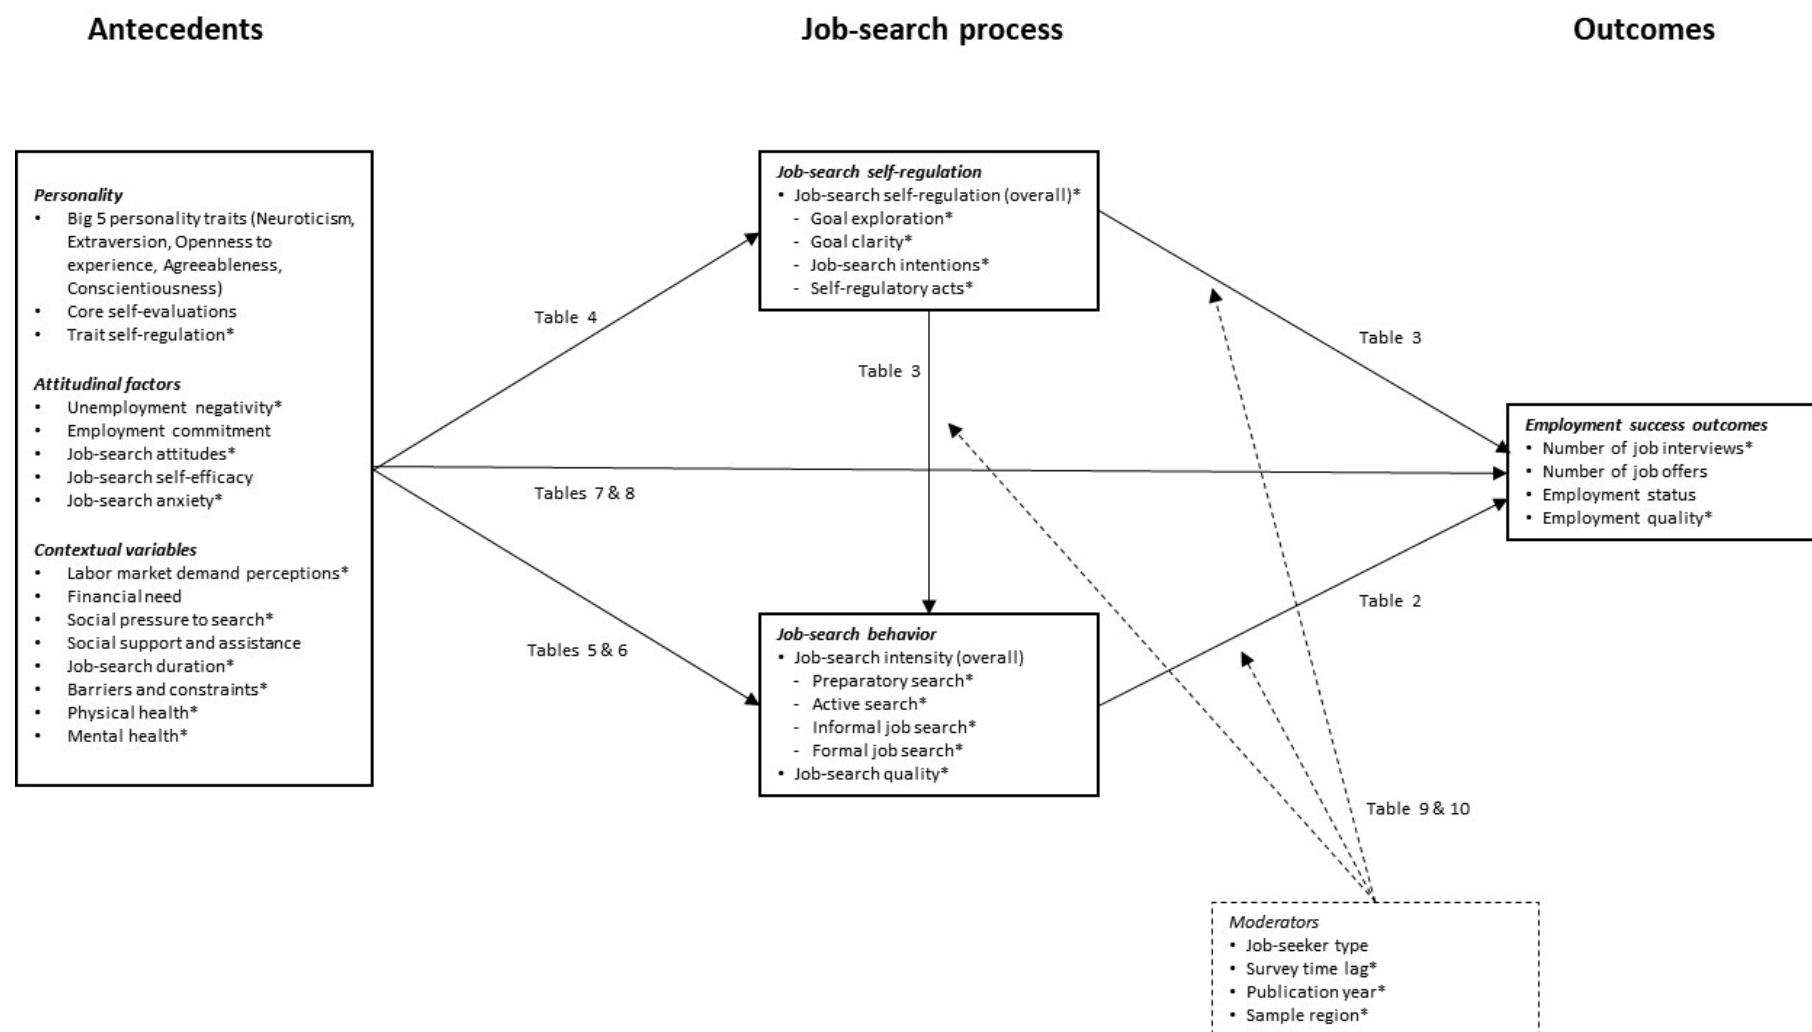 Antecedents
Job-search process
Outcomes
Personality
• Big 5 personality traits (Neuroticism,
Extraversion, Openness to
experience, Agreeableness,
Conscientiousness)
• Core self-evaluations
• Trait self-regulation*
Attitudinal factors
• Unemployment negativity*
• Employment commitment
• Job-search attitudes*
• Job-search self-efficacy
• Job-search anxiety*
Contextual variables
• Labor market demand perceptions*
• Financial need
• Social pressure to search*
• Social support and assistance
• Job-search duration*
• Barriers and constraints*
• Physical health*
• Mental health*
Table 4
Tables 7 & 8
Tables 5 & 6
Job-search self-regulation
• Job-search self-regulation (overall)*
- Goal exploration*
- Goal clarity*
- Job-search intentions*
- Self-regulatory acts*
Table 3
Job-search behavior
• Job-search intensity (overall)
- Preparatory search*
- Active search*
- Informal job search*
- Formal job search*
• Job-search quality*
Table 3
Table 2
Table 9 & 10
Employment success outcomes
• Number of job interviews*
• Number of job offers
• Employment status
• Employment quality*
Moderators
• Job-seeker type
• Survey time lag*
• Publication year*
• Sample region*